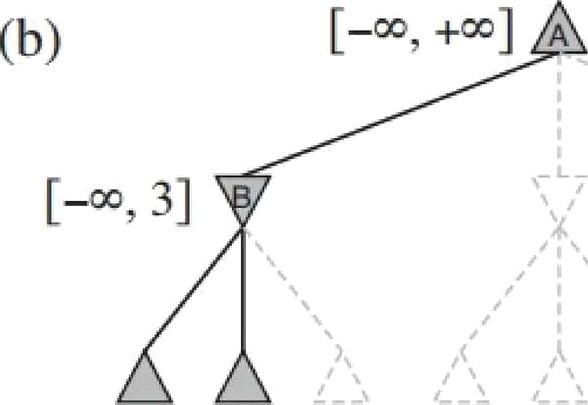 (b)
[–∞, +∞] A
[–∞, 3] B